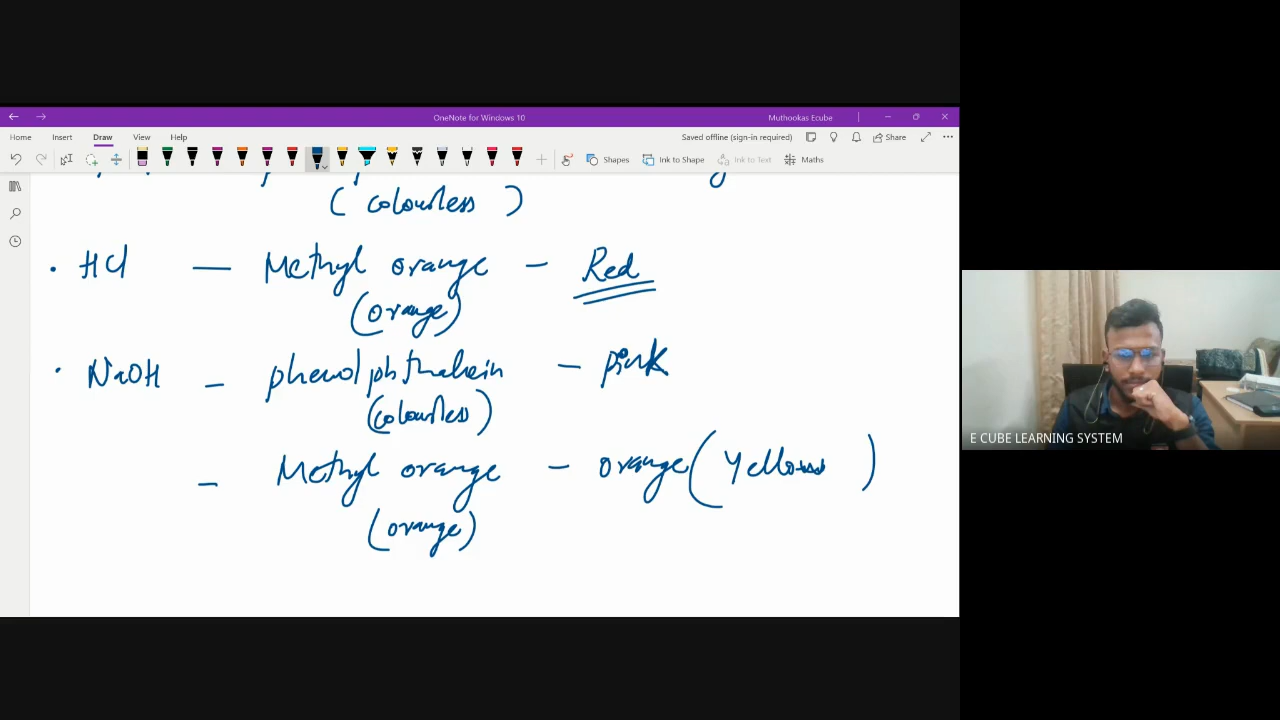 OneNote for Windows 10
Muthookas Ecube
Home Insert Draw View Help
Saved offline (sign-in required)
Share
Shapes
Ink to Shape
Ink to Text
Maths
( colourless )
. HCl — Methyl orange — Red
(orange)
. NaOH — phenolphthalein — pink
(colourless)
— Methyl orange — orange ( Yellow )
(orange)
E CUBE LEARNING SYSTEM